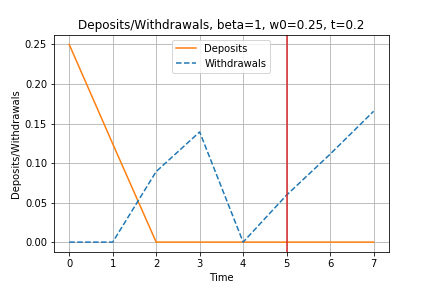 Deposits/Withdrawals, beta=1, w0=0.25, t=0.2
Deposits
Withdrawals
0.25
0.20
0.15
0.10
0.05
0.00
Deposits/Withdrawals
0 1 2 3 4 5 6 7
Time